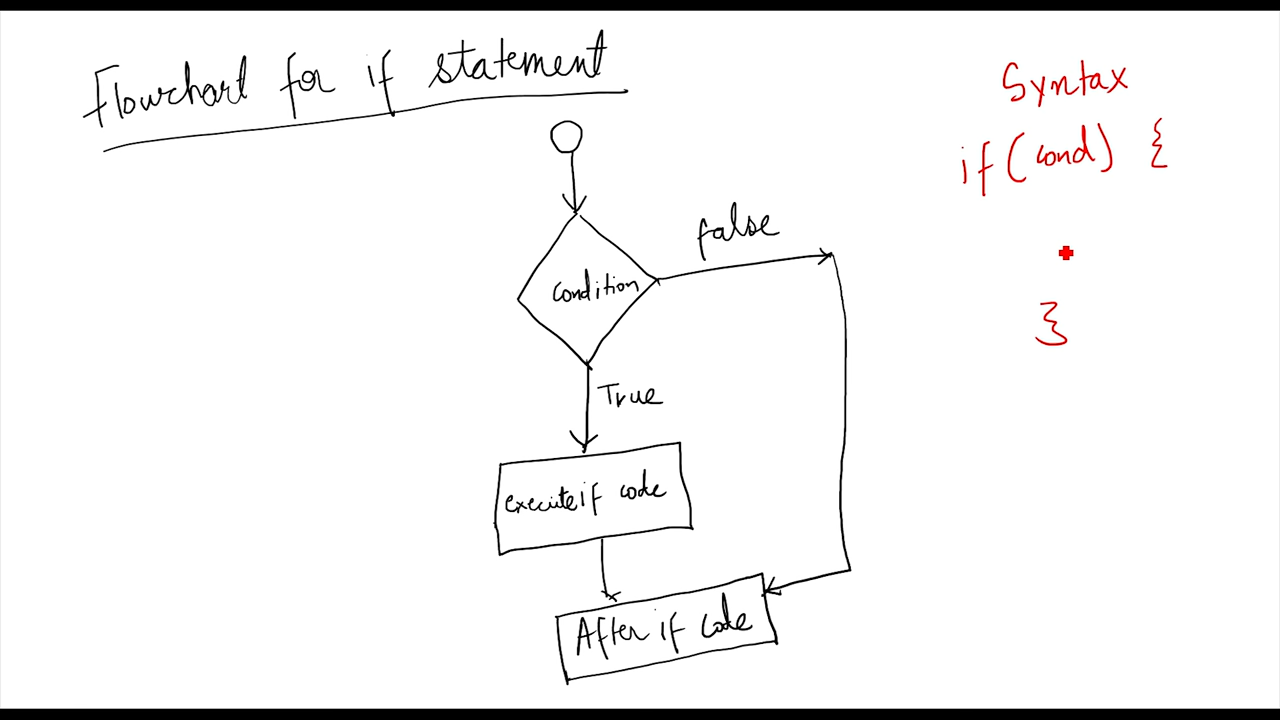 Flowchart for if statement
Syntax
if (cond) {
}
false
condition
True
execute if code
After if code